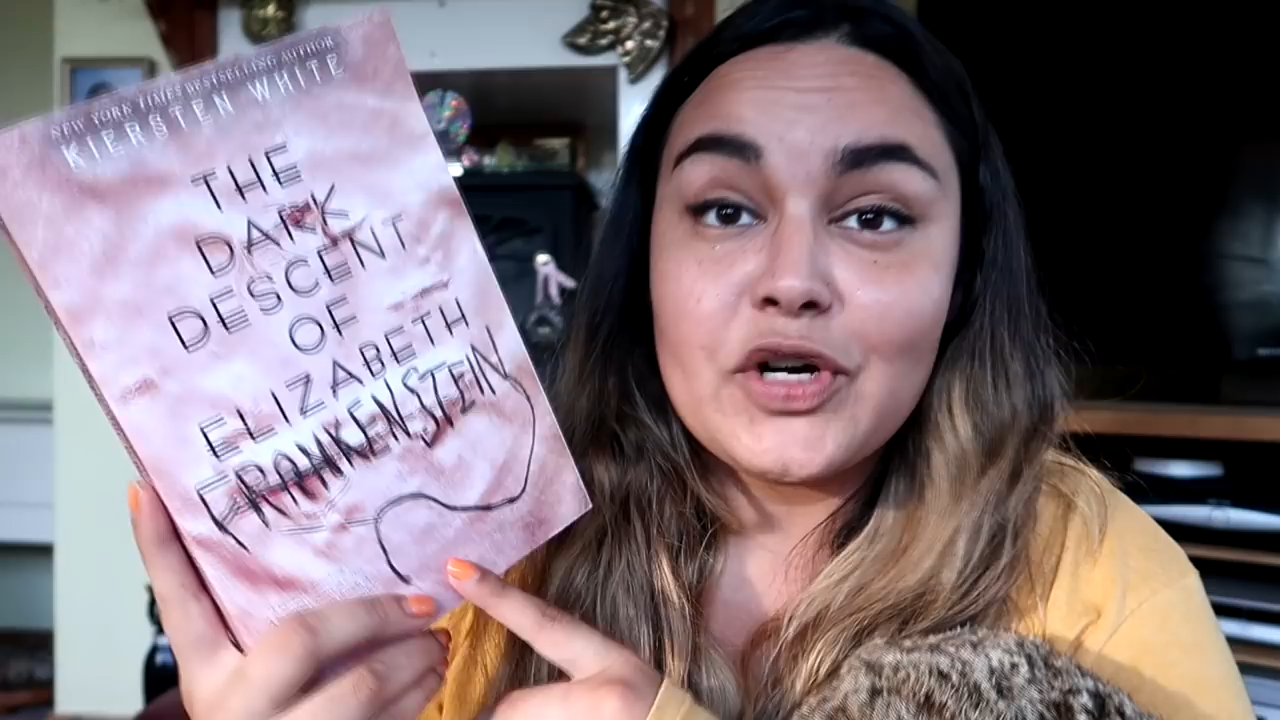 NEW YORK TIMES BESTSELLING AUTHOR
KIERSTEN WHITE
THE
DARK
DESCENT
OF
ELIZABETH
FRANKENSTEIN